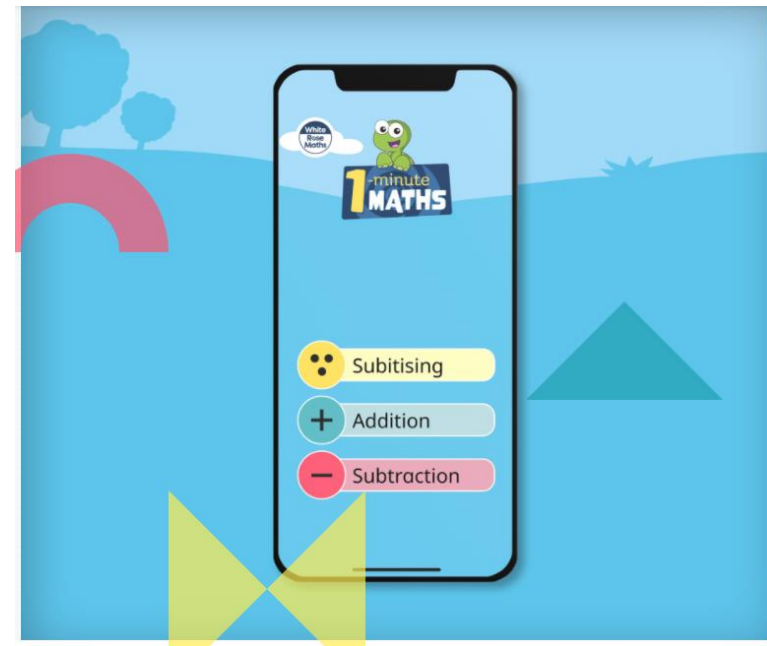 White
Rose
Maths
1-minute
MATHS
Subitising
Addition
Subtraction